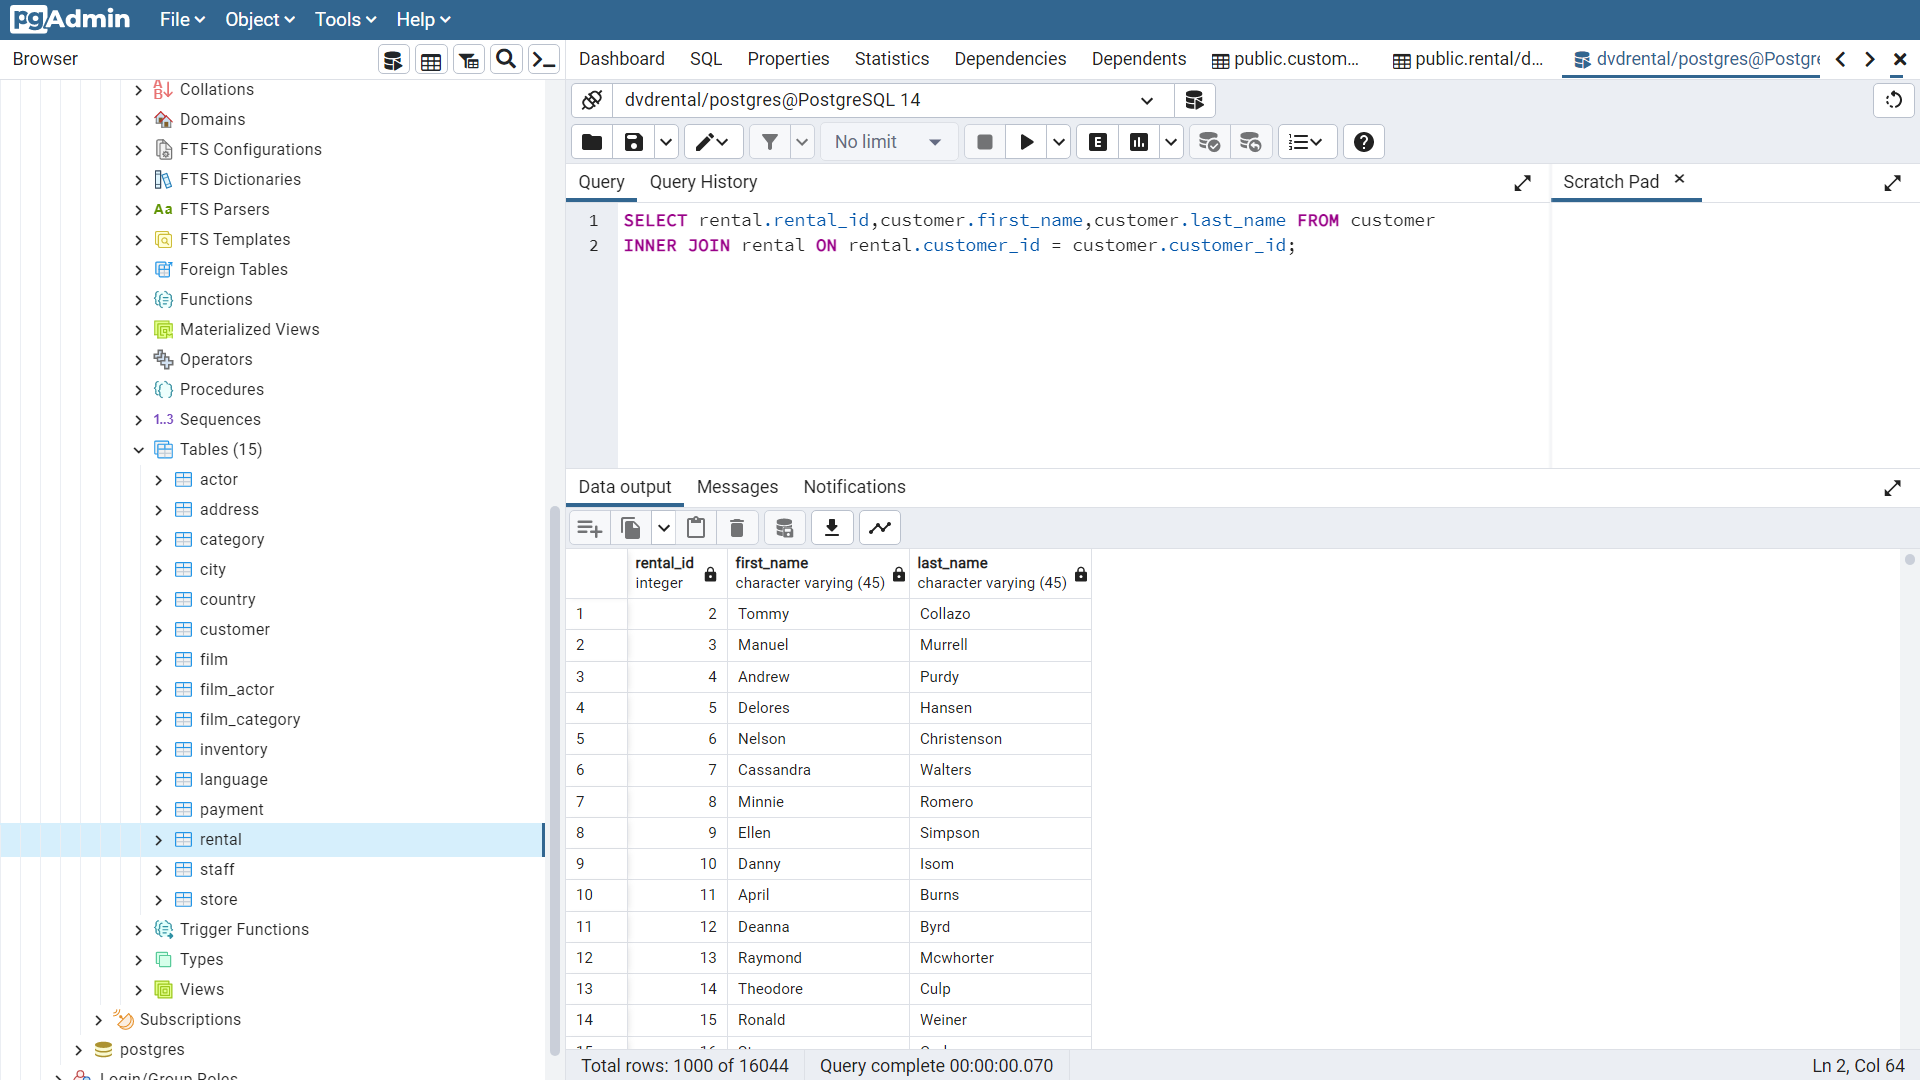 pgAdmin File Object Tools Help
Browser
Dashboard SQL Properties Statistics Dependencies Dependents public.custom... public.rental/d... dvdrental/postgres@Postgre
Collations
Domains
FTS Configurations
FTS Dictionaries
Aa FTS Parsers
FTS Templates
Foreign Tables
Functions
Materialized Views
Operators
Procedures
1..3 Sequences
Tables (15)
actor
address
category
city
country
customer
film
film_actor
film_category
inventory
language
payment
rental
staff
store
Trigger Functions
Types
Views
Subscriptions
postgres
Login/Group Roles
dvdrental/postgres@PostgreSQL 14
No limit
E
Query Query History
Scratch Pad
1 SELECT rental.rental_id,customer.first_name,customer.last_name FROM customer
2 INNER JOIN rental ON rental.customer_id = customer.customer_id;
Data output Messages Notifications
rental_id first_name last_name
integer character varying (45) character varying (45)
1 2 Tommy Collazo
2 3 Manuel Murrell
3 4 Andrew Purdy
4 5 Delores Hansen
5 6 Nelson Christenson
6 7 Cassandra Walters
7 8 Minnie Romero
8 9 Ellen Simpson
9 10 Danny Isom
10 11 April Burns
11 12 Deanna Byrd
12 13 Raymond Mcwhorter
13 14 Theodore Culp
14 15 Ronald Weiner
Total rows: 1000 of 16044 Query complete 00:00:00.070 Ln 2, Col 64